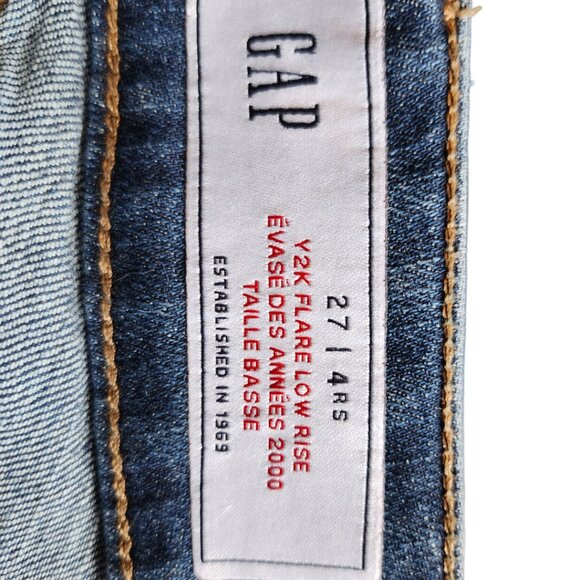 GAP
27 | 4RS
Y2K FLARE LOW RISE
ÉVASÉ DES ANNÉES 2000
TAILLE BASSE
ESTABLISHED IN 1969